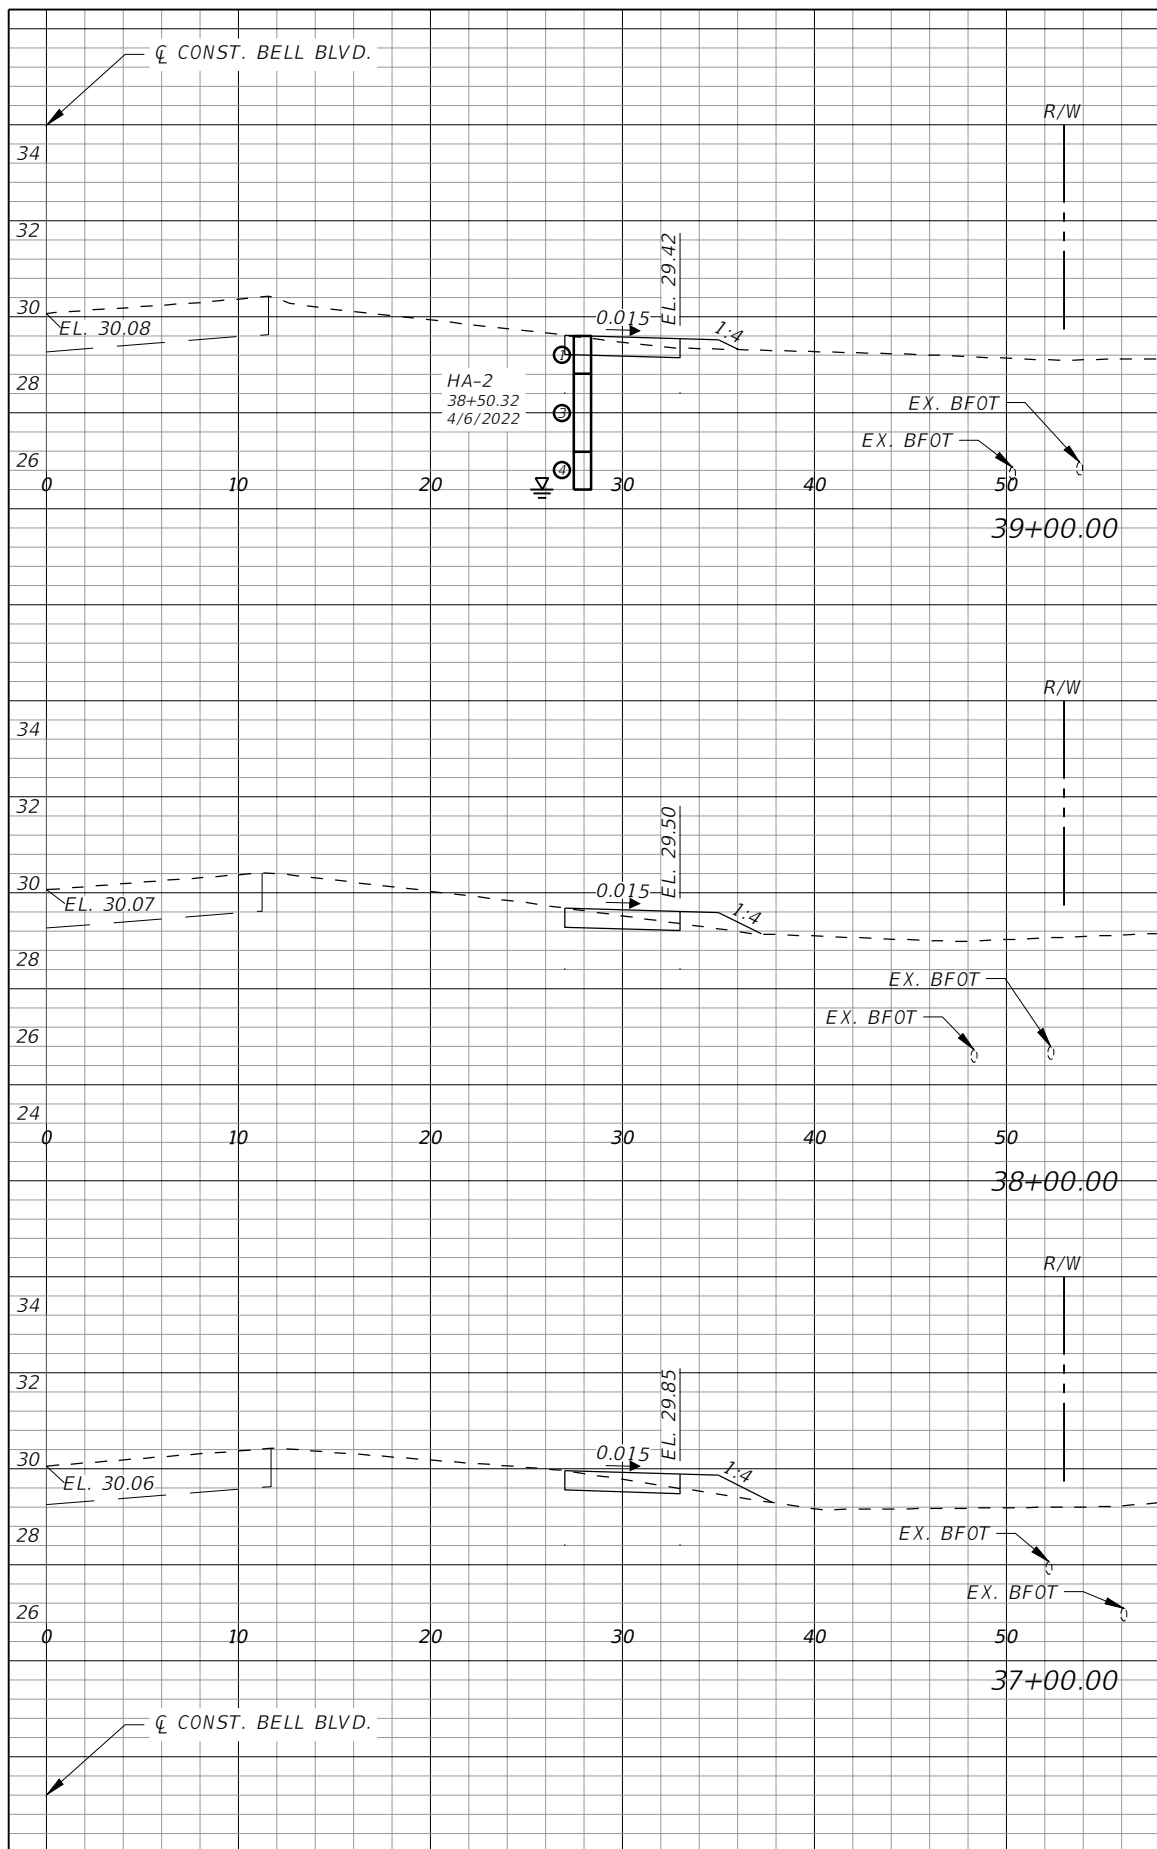 ℄ CONST. BELL BLVD.
R/W
34
32
EL. 29.42
30
0.015
1:4
EL. 30.08
1
28
HA-2
38+50.32
4/6/2022
3
EX. BFOT
EX. BFOT
26
4
0 10 20 30 40 50
39+00.00
R/W
34
32
EL. 29.50
30
0.015
1:4
EL. 30.07
28
EX. BFOT
EX. BFOT
26
24
0 10 20 30 40 50
38+00.00
R/W
34
32
EL. 29.85
30
0.015
1:4
EL. 30.06
28
EX. BFOT
EX. BFOT
26
0 10 20 30 40 50
37+00.00
℄ CONST. BELL BLVD.